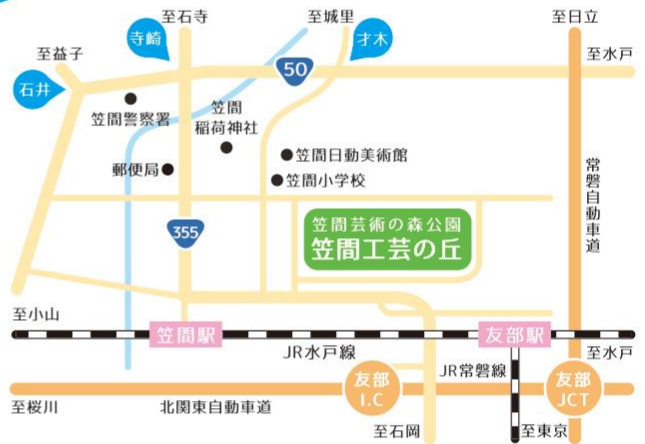 至石寺
至城里
至日立
寺崎
才木
至益子
至水戸
50
石井
笠間警察署
笠間
稲荷神社
笠間日動美術館
郵便局
笠間小学校
常磐自動車道
355
笠間芸術の森公園
笠間工芸の丘
至小山
笠間駅
友部駅
JR水戸線
至水戸
JR常磐線
友部
I.C
友部
JCT
至桜川
北関東自動車道
至石岡
至東京